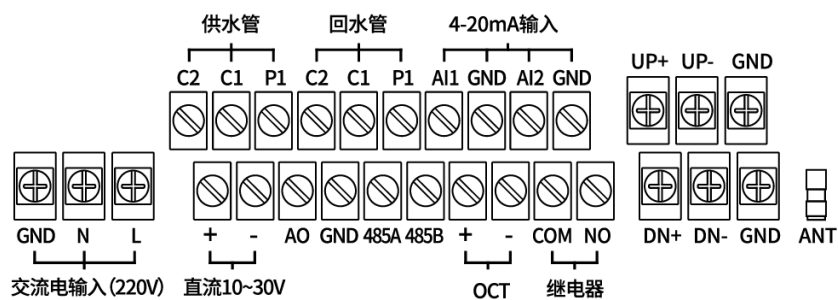 供水管 回水管 4-20mA输入
C2 C1 P1 C2 C1 P1 AI1 GND AI2 GND
UP+ UP- GND
GND N L
+ - AO GND 485A 485B + - COM NO
DN+ DN- GND ANT
交流电输入(220V) 直流10~30V OCT 继电器